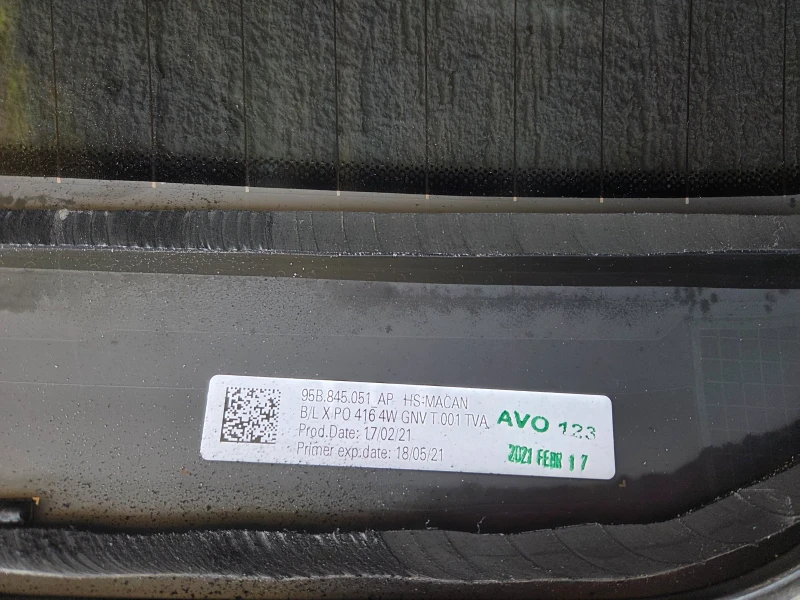 95B.845.051 AP HS:MACAN
B/L X PO 416 4W GNV T 001 TVA
Prod.Date: 17/02/21
Primer exp.date: 18/05/21
AVO 123
2021 FEBR 17